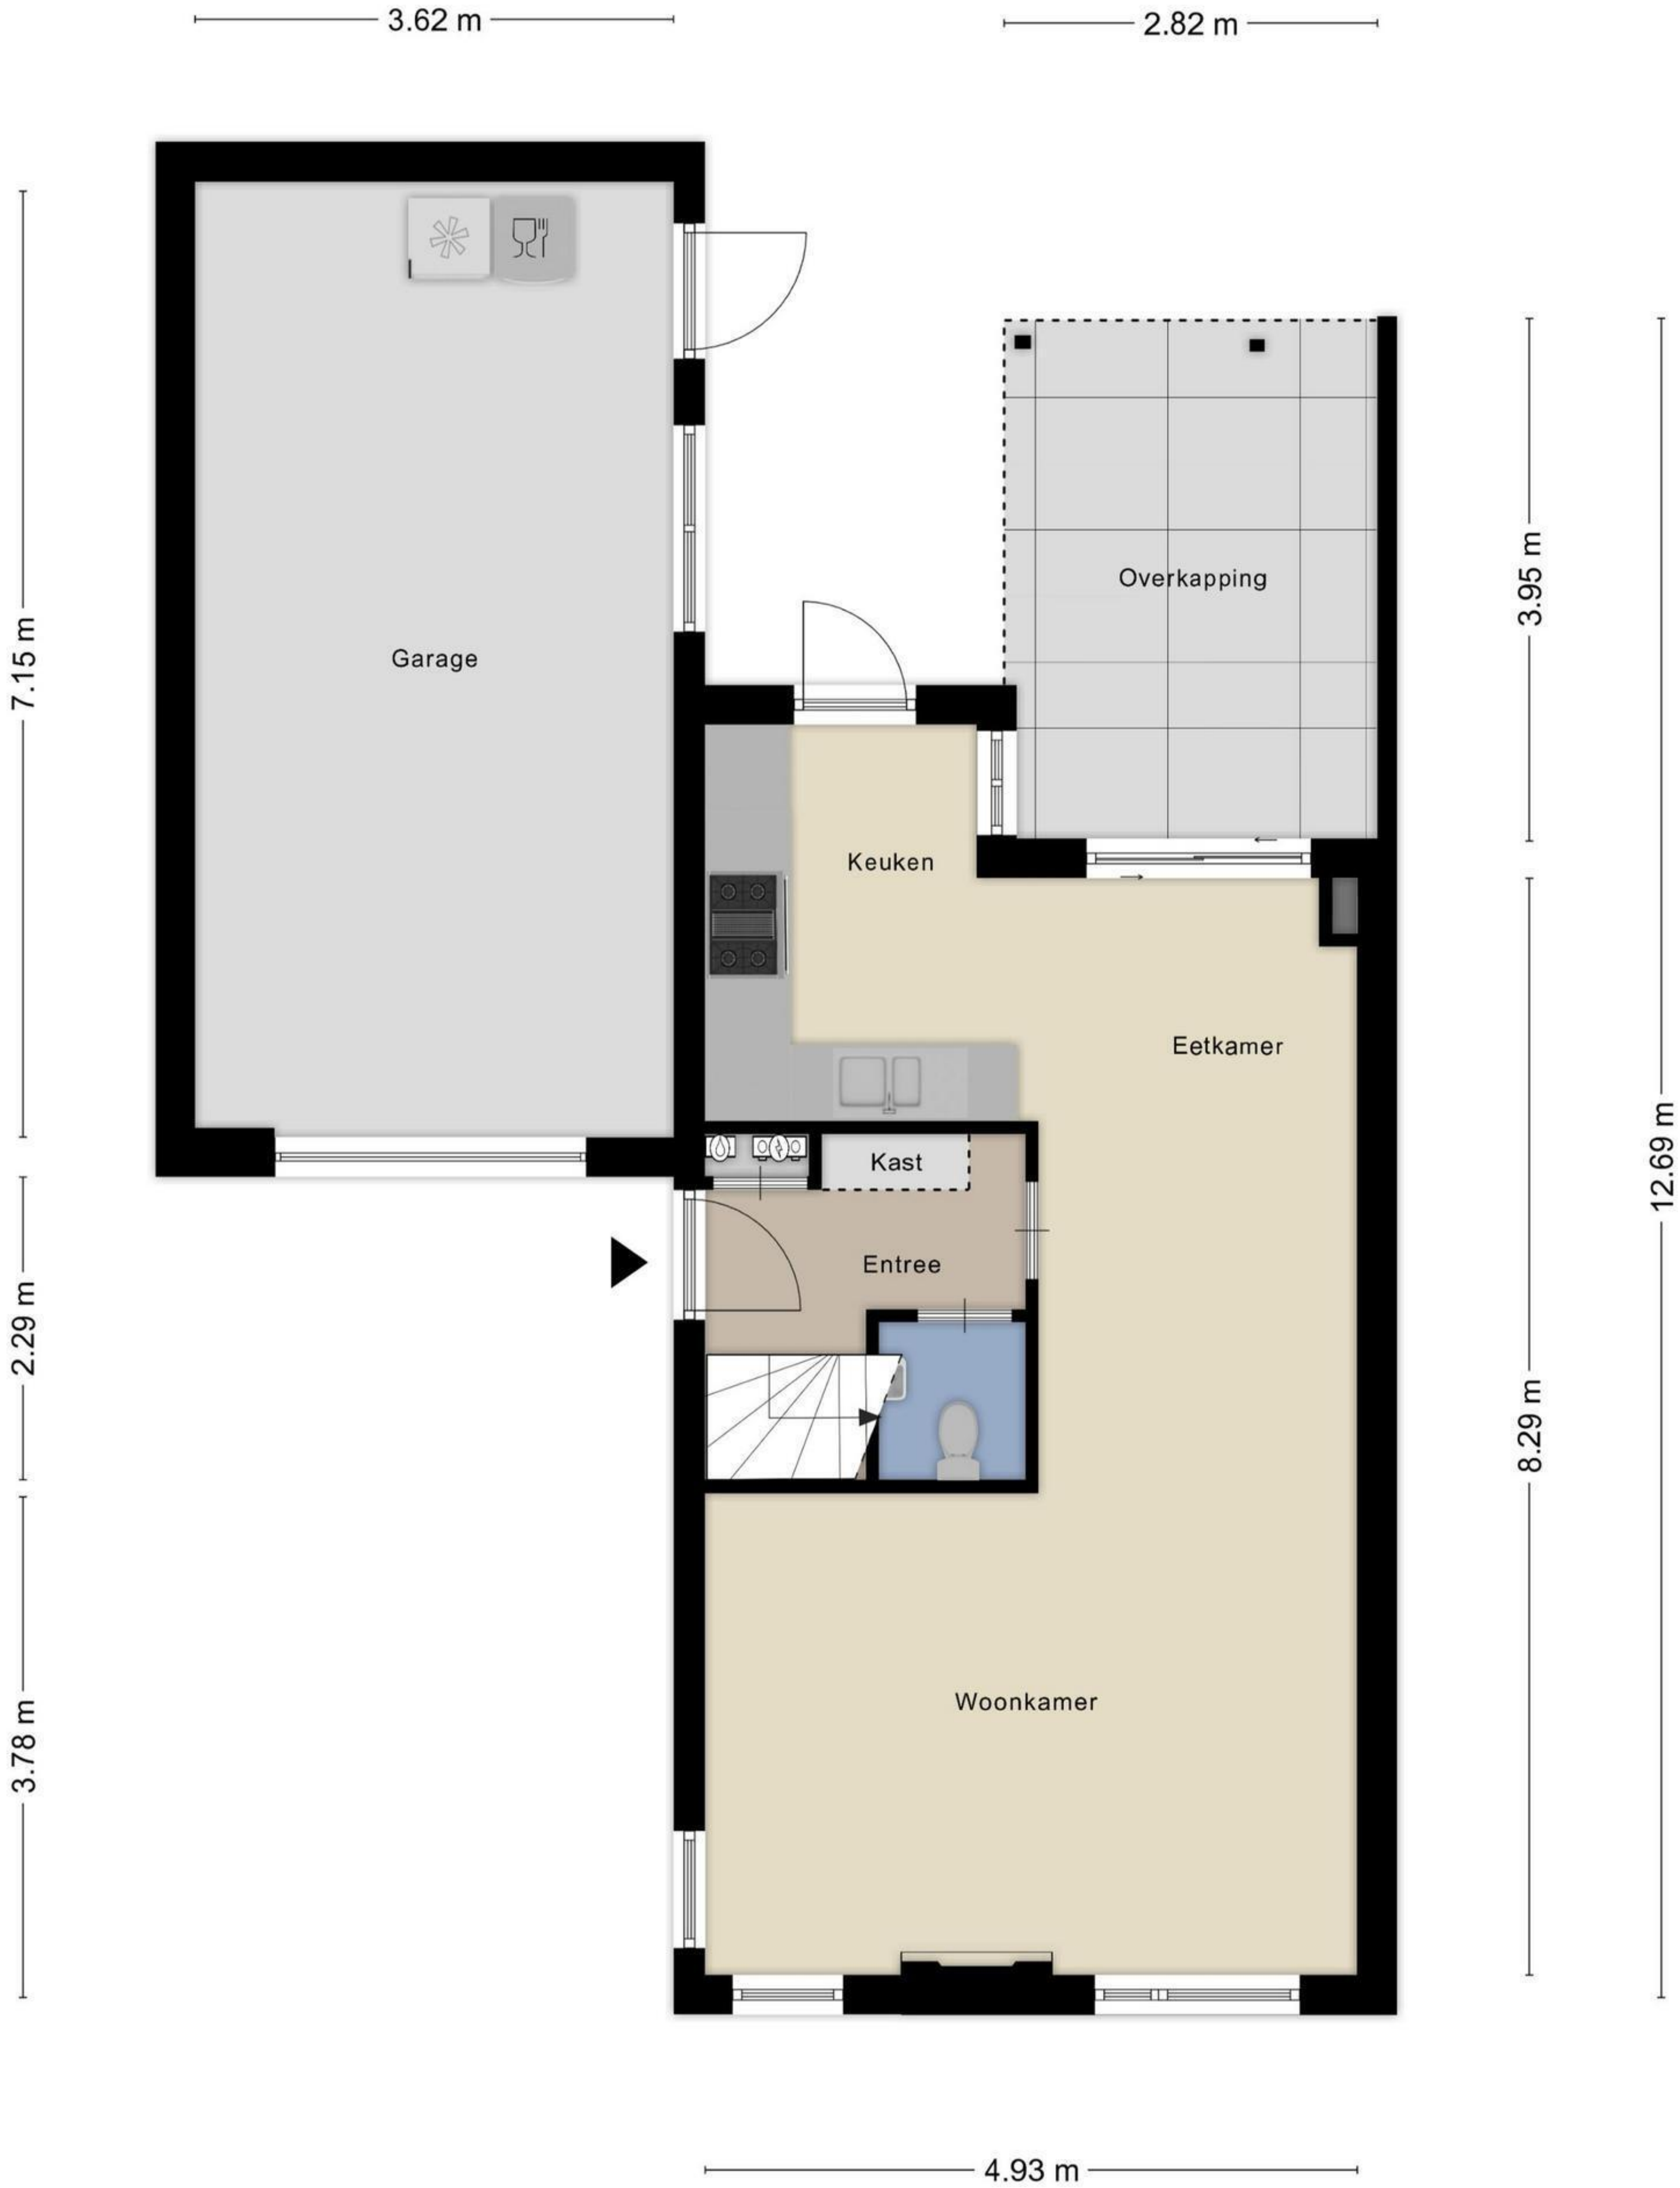 3.62 m
2.82 m
Overkapping
3.95 m
7.15 m
Garage
Keuken
Eetkamer
12.69 m
Kast
Entree
2.29 m
8.29 m
Woonkamer
3.78 m
4.93 m